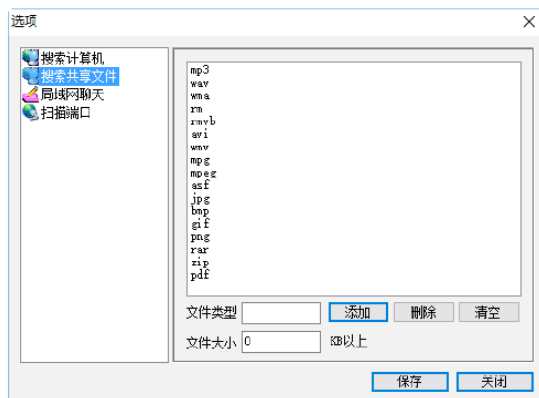 选项
搜索计算机
搜索共享文件
局域网聊天
扫描端口
mp3
wav
wma
rm
rmvb
avi
wmv
mpg
mpeg
asf
jpg
bmp
gif
png
rar
zip
pdf
文件类型 添加 删除 清空
文件大小 0 KB以上
保存 关闭